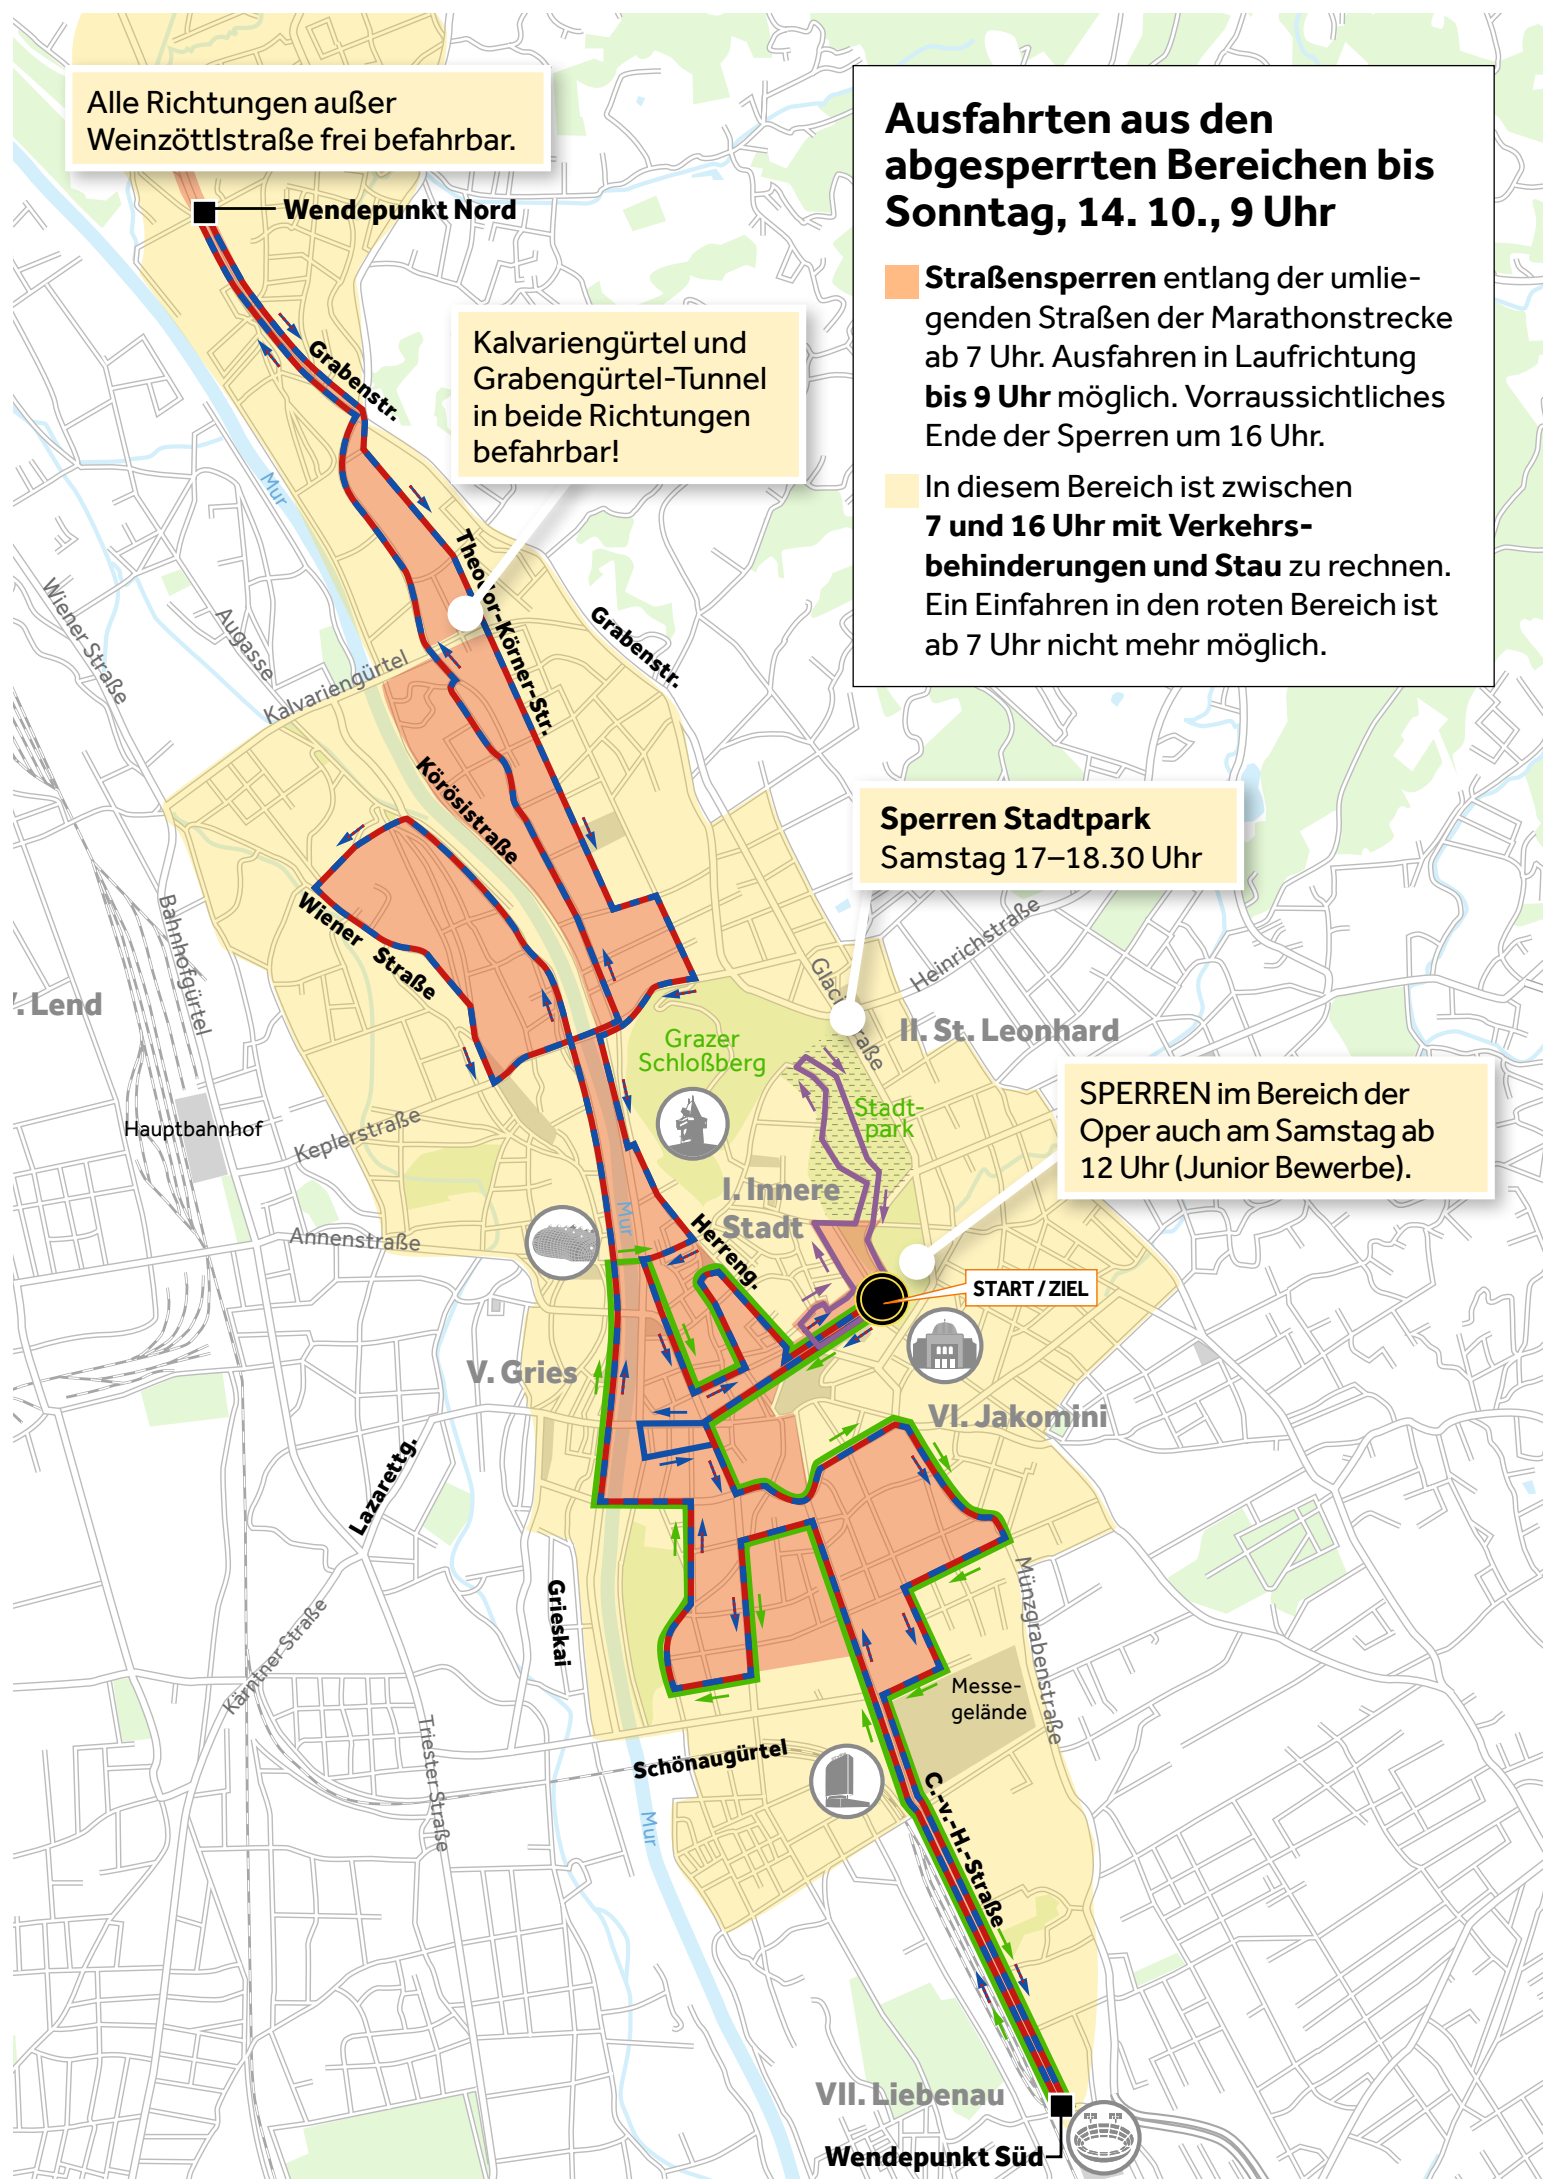 Alle Richtungen außer
Weinzöttlstraße frei befahrbar.
Ausfahrten aus den
abgesperrten Bereichen bis
Sonntag, 14. 10., 9 Uhr
Straßensperren entlang der umlie-
genden Straßen der Marathonstrecke
ab 7 Uhr. Ausfahren in Laufrichtung
bis 9 Uhr möglich. Vorraussichtliches
Ende der Sperren um 16 Uhr.
In diesem Bereich ist zwischen
7 und 16 Uhr mit Verkehrs-
behinderungen und Stau zu rechnen.
Ein Einfahren in den roten Bereich ist
ab 7 Uhr nicht mehr möglich.
Wendepunkt Nord
Kalvariengürtel und
Grabengürtel-Tunnel
in beide Richtungen
befahrbar!
Grabenstr.
Mur
Theodor-Körner-Str.
Wiener Straße
Augasse
Grabenstr.
Kalvariengürtel
Körösistraße
Sperren Stadtpark
Samstag 17–18.30 Uhr
Bahnhofgürtel
Wiener Straße
Heinrichstraße
. Lend
II. St. Leonhard
Grazer
Schloßberg
Stadt-
park
SPERREN im Bereich der
Oper auch am Samstag ab
12 Uhr (Junior Bewerbe).
Hauptbahnhof
Keplerstraße
I. Innere
Stadt
Mur
Annenstraße
Herreng.
START / ZIEL
V. Gries
VI. Jakomini
Lazarettg.
Grieskai
Münzgrabenstraße
Kärntner Straße
Messe-
gelände
Triester Straße
Schönaugürtel
C.-v.-H.-Straße
Mur
VII. Liebenau
Wendepunkt Süd